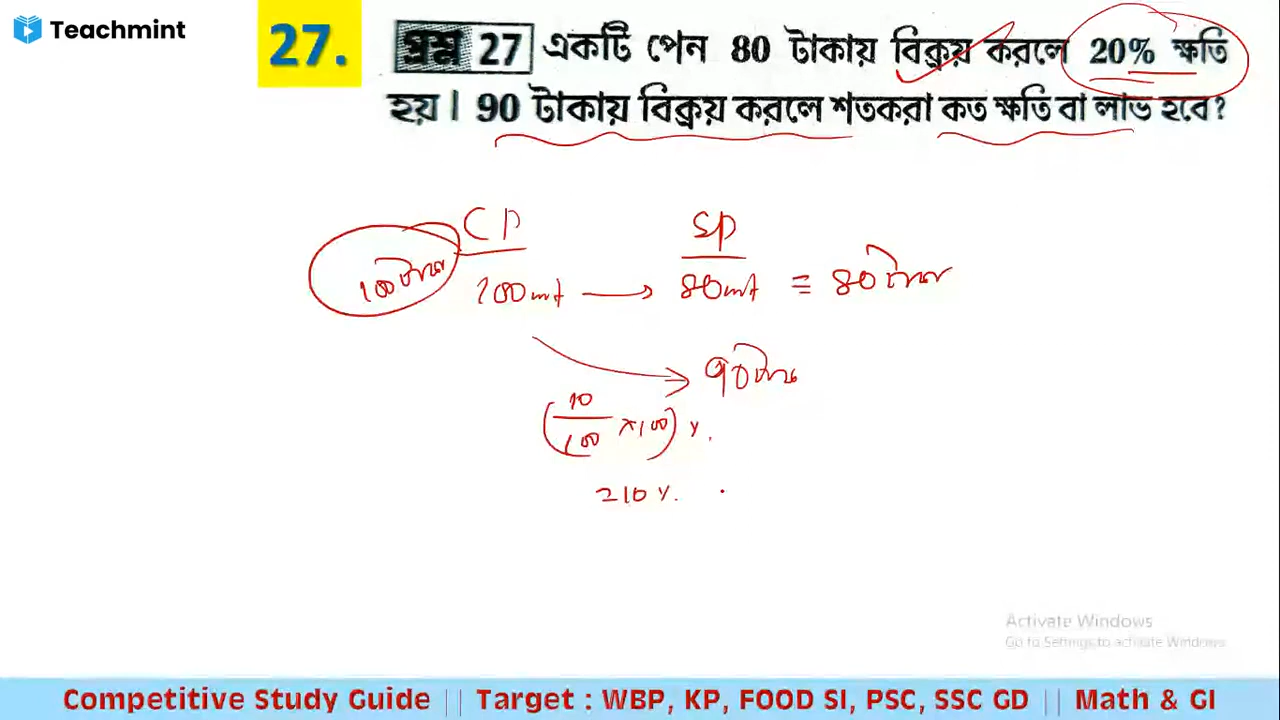 Teachmint
27.
প্রশ্ন 27 একটি পেন 80 টাকায় বিক্রয় করলে 20% ক্ষতি
হয়। 90 টাকায় বিক্রয় করলে শতকরা কত ক্ষতি বা লাভ হবে?
CP SP
100টাকা 100 unit → 80 unit ≡ 80 টাকা
90 টাকা
(10/100 ×100) %.
=10%.
Activate Windows
Go to Settings to activate Windows.
Competitive Study Guide || Target : WBP, KP, FOOD SI, PSC, SSC GD || Math & GI